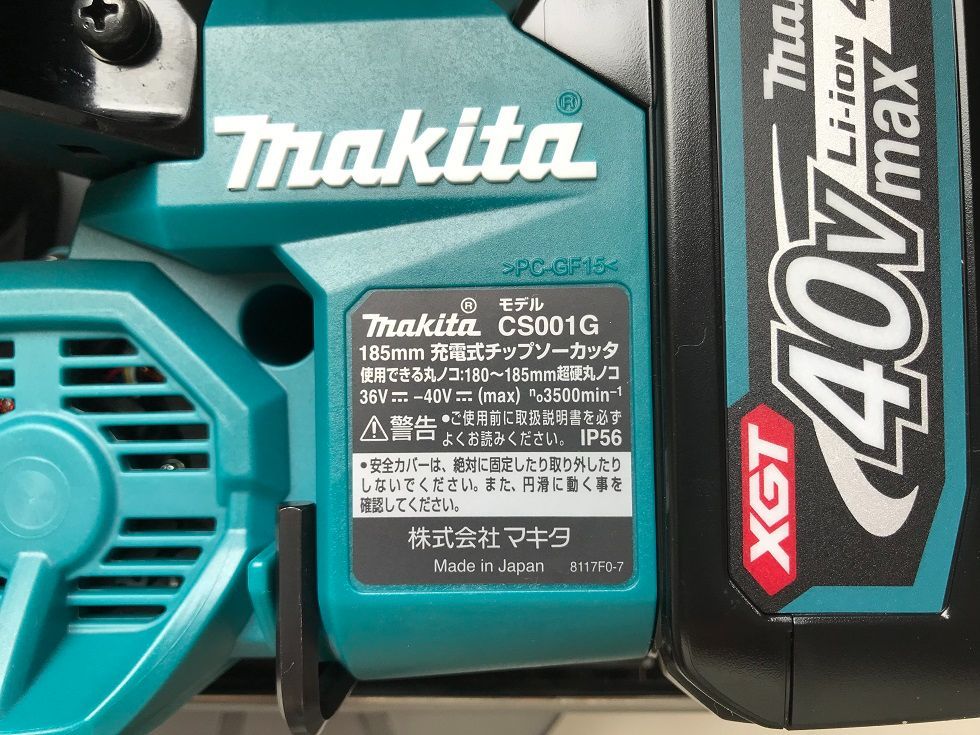 makita®
>PC-GF15<
makita® モデル CS001G
185mm 充電式チップソーカッタ
使用できる丸ノコ:180〜185mm超硬丸ノコ
36V⎓ –40V⎓ (max) n₀3500min⁻¹
⚠警告 •ご使用前に取扱説明書を必ず
よくお読みください。 IP56
•安全カバーは、絶対に固定したり取り外したり
しないでください。また、円滑に動く事を
確認してください。
株式会社マキタ
Made in Japan 8117F0-7
Li-ion
40Vmax
XGT